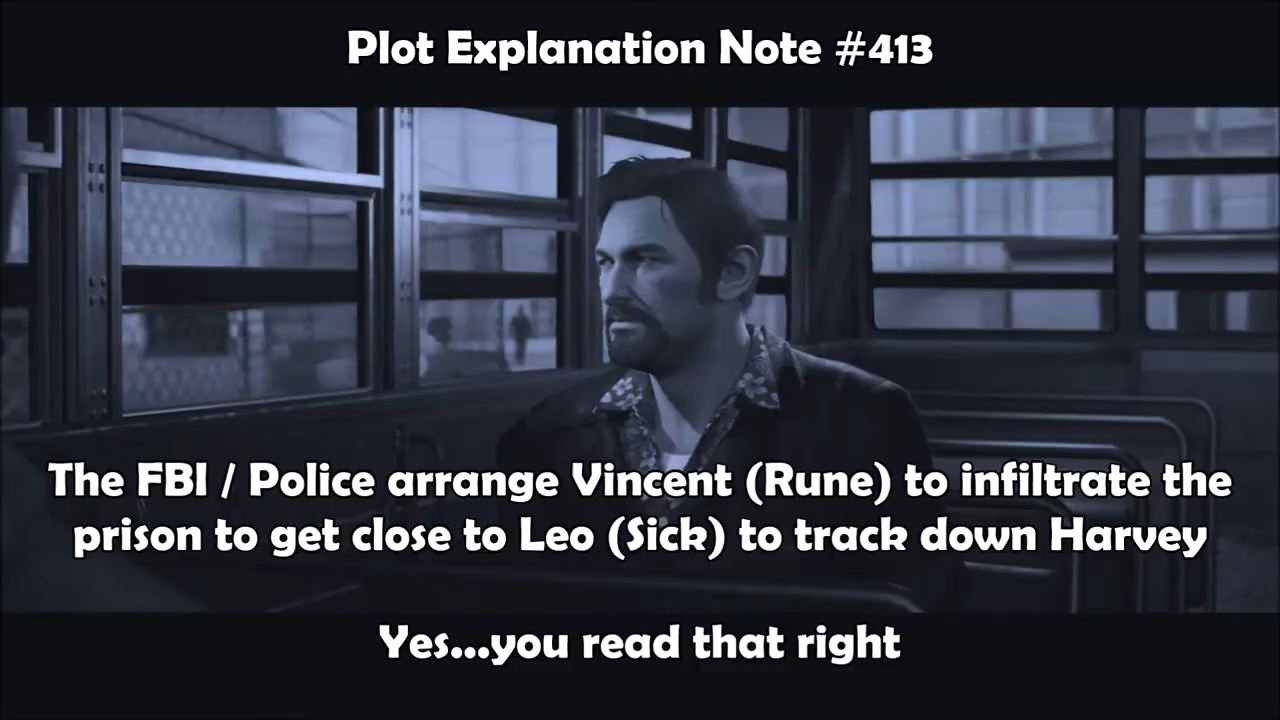 Plot Explanation Note #413
The FBI / Police arrange Vincent (Rune) to infiltrate the
prison to get close to Leo (Sick) to track down Harvey
Yes...you read that right